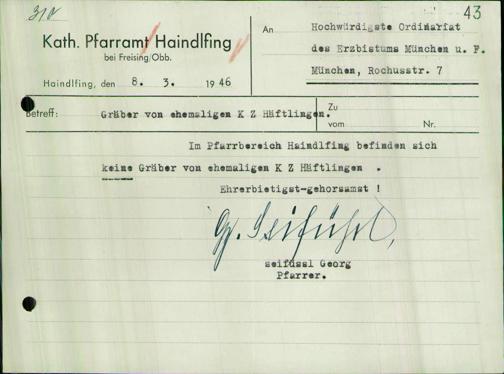 310
43
Kath. Pfarramt Haindlfing
bei Freising/Obb.
Haindlfing, den 8. 3. 1946
An
Hochwürdigste Ordinariat
des Erzbistums München u. F.
München, Rochusstr. 7
Betreff: Gräber von ehemaligen K Z Häftlingen.
Zu
vom Nr.
Im Pfarrbereich Haindlfing befinden sich
keine Gräber von ehemaligen K Z Häftlingen .
Ehrerbietigst-gehorsamst !
seifüssl Georg
Pfarrer.